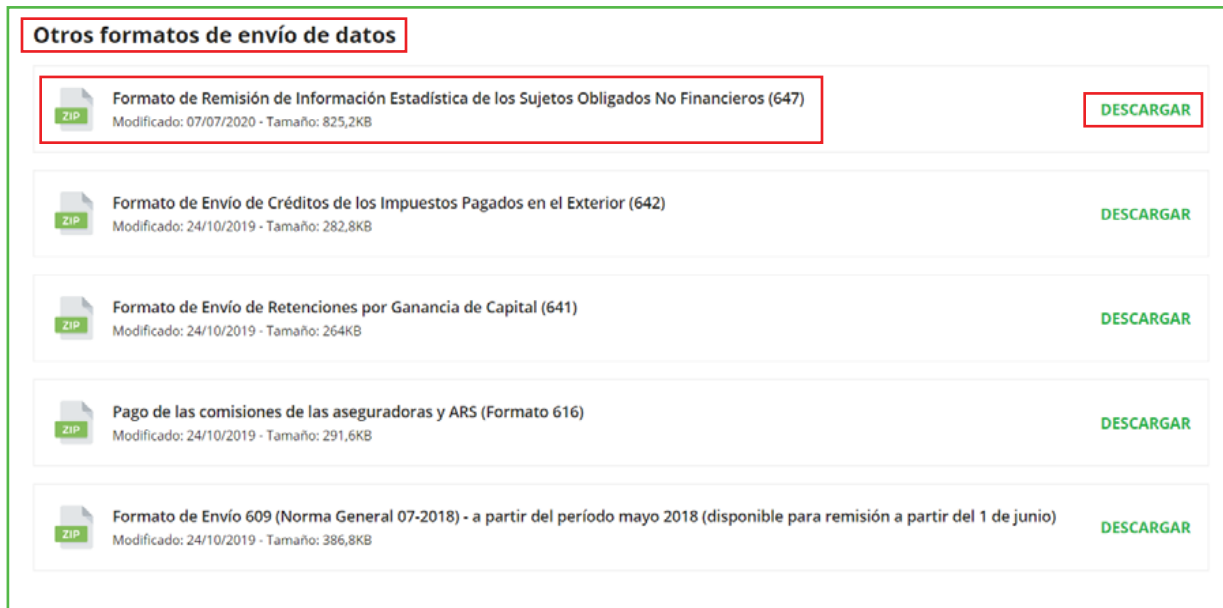 Otros formatos de envío de datos
ZIP
Formato de Remisión de Información Estadística de los Sujetos Obligados No Financieros (647)
Modificado: 07/07/2020 - Tamaño: 825,2KB
DESCARGAR
ZIP
Formato de Envío de Créditos de los Impuestos Pagados en el Exterior (642)
Modificado: 24/10/2019 - Tamaño: 282,8KB
DESCARGAR
ZIP
Formato de Envío de Retenciones por Ganancia de Capital (641)
Modificado: 24/10/2019 - Tamaño: 264KB
DESCARGAR
ZIP
Pago de las comisiones de las aseguradoras y ARS (Formato 616)
Modificado: 24/10/2019 - Tamaño: 291,6KB
DESCARGAR
ZIP
Formato de Envío 609 (Norma General 07-2018) - a partir del período mayo 2018 (disponible para remisión a partir del 1 de junio)
Modificado: 24/10/2019 - Tamaño: 386,8KB
DESCARGAR